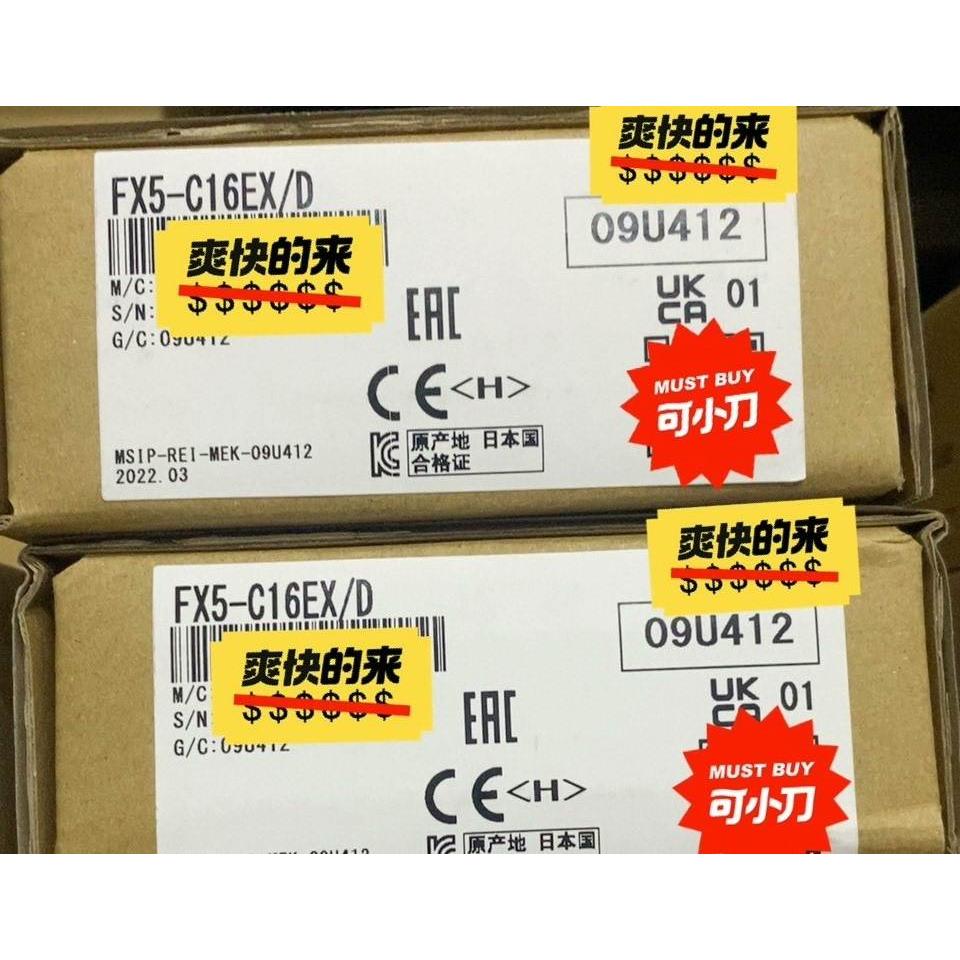 爽快的来
$$$$$$
FX5-C16EX/D
09U412
爽快的来
$$$$$$
M/C:
S/N:
G/C:09U412
EAC
UK
CA
01
CE <H>
MUST BUY
可小刀
原产地 日本国
合格证
MSIP-REI-MEK-09U412
2022.03
爽快的来
$$$$$$
FX5-C16EX/D
09U412
爽快的来
$$$$$$
M/C
S/N
G/C:09U412
EAC
UK
CA
01
CE <H>
MUST BUY
可小刀
原产地 日本国